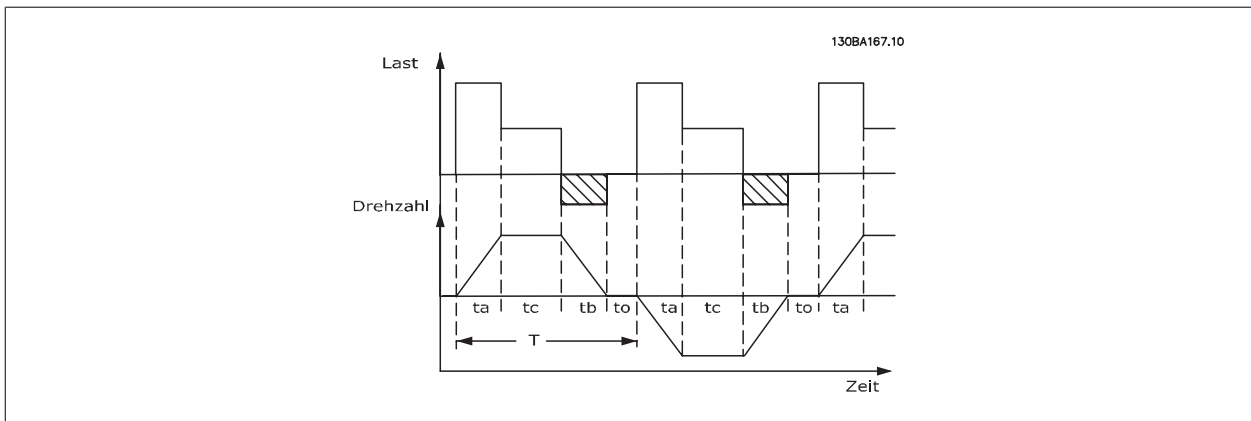 130BA167.10
Last
Drehzahl
ta tc tb to ta tc tb to ta
T
Zeit